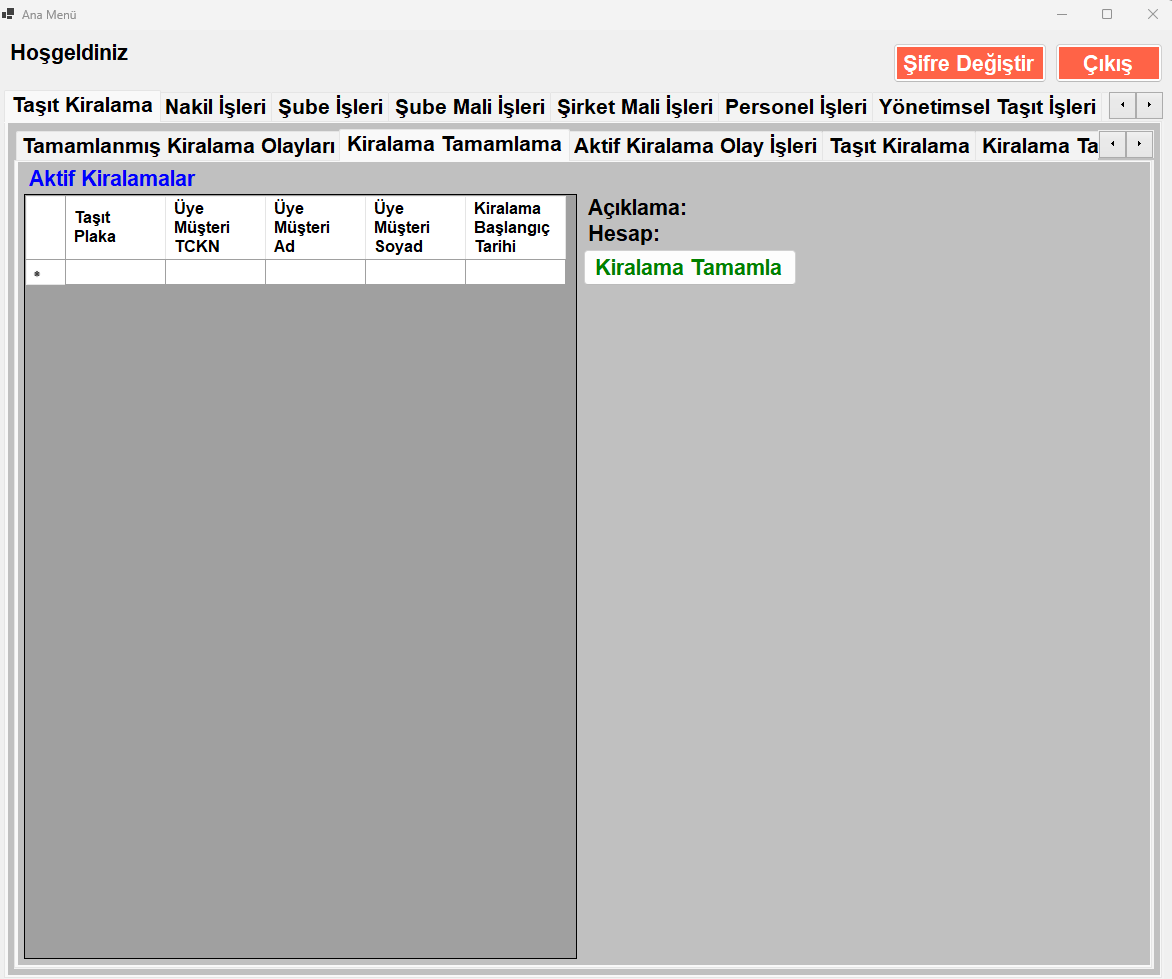 Ana Menü
Hoşgeldiniz
Şifre Değiştir
Çıkış
Taşıt Kiralama
Nakil İşleri
Şube İşleri
Şube Mali İşleri
Şirket Mali İşleri
Personel İşleri
Yönetimsel Taşıt İşleri
Tamamlanmış Kiralama Olayları
Kiralama Tamamlama
Aktif Kiralama Olay İşleri
Taşıt Kiralama
Kiralama Ta
Aktif Kiralamalar
Taşıt
Plaka
Üye
Müşteri
TCKN
Üye
Müşteri
Ad
Üye
Müşteri
Soyad
Kiralama
Başlangıç
Tarihi
Açıklama:
Hesap:
Kiralama Tamamla